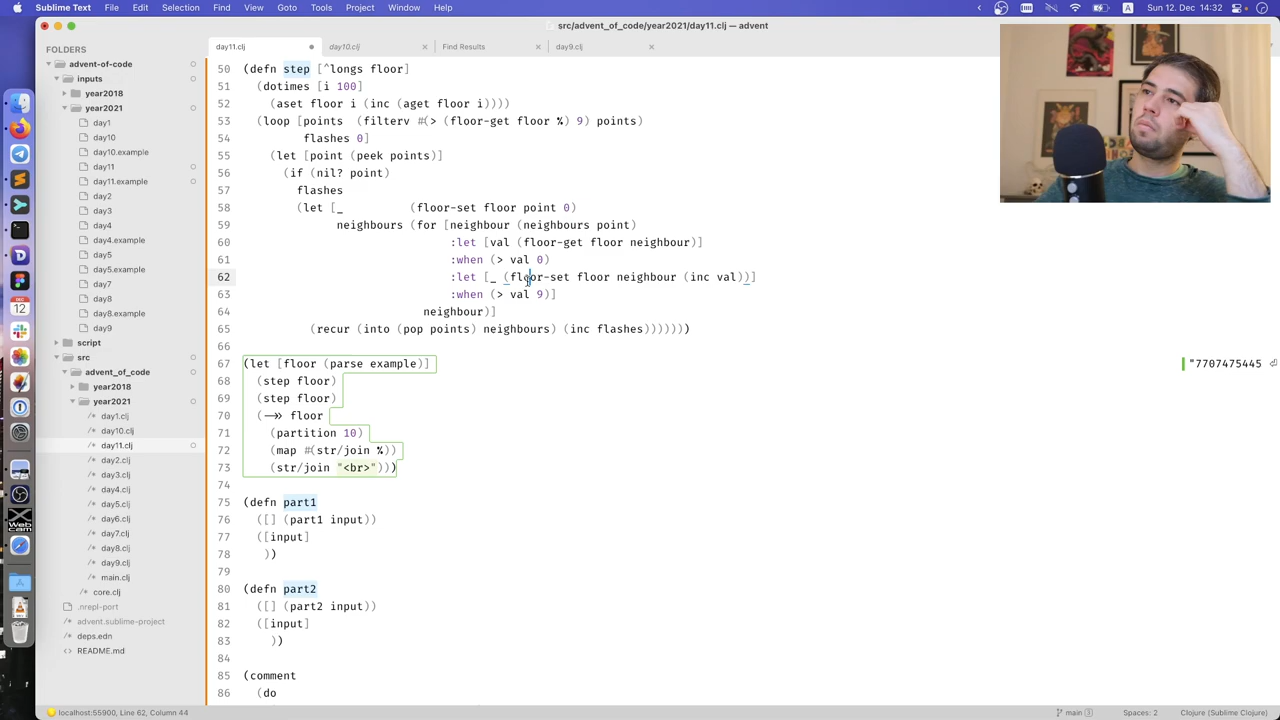 Sun 12 Dec 14:32
src/advent_of_code/year2021/day11.clj — advent
FOLDERS
advent-of-code
inputs
year2018
year2021
day1
day10
day10.example
day11
day11.example
day2
day3
day4
day4.example
day5
day5.example
day7
day8
day8.example
day9
script
src
advent_of_code
year2018
year2021
day1.clj
day10.clj
day11.clj
day2.clj
day3.clj
day4.clj
day5.clj
day6.clj
day7.clj
day8.clj
day9.clj
main.clj
core.clj
.nrepl-port
advent.sublime-project
deps.edn
README.md
day11.clj
day10.clj
Find Results
day9.clj
50 (defn step [^longs floor]
51 (dotimes [i 100]
52 (aset floor i (inc (aget floor i))))
53 (loop [points (filterv #(> (floor-get floor %) 9) points)
54 flashes 0]
55 (let [point (peek points)]
56 (if (nil? point)
57 flashes
58 (let [_ (floor-set floor point 0)
59 neighbours (for [neighbour (neighbours point)
60 :let [val (floor-get floor neighbour)]
61 :when (> val 0)
62 :let [_ (floor-set floor neighbour (inc val))]
63 :when (> val 9)]
64 neighbour)]
65 (recur (into (pop points) neighbours) (inc flashes))))))
66
67 (let [floor (parse example)]
68 (step floor)
69 (step floor)
70 (->> floor
71 (partition 10)
72 (map #(str/join %))
73 (str/join "<br>")))
74
75 (defn part1
76 ([] (part1 input))
77 ([input]
78 ))
79
80 (defn part2
81 ([] (part2 input))
82 ([input]
83 ))
84
85 (comment
86 (do
"7707475445 ⏎
localhost:55900, Line 62, Column 44
main 3
Spaces: 2
Clojure (Sublime Clojure)